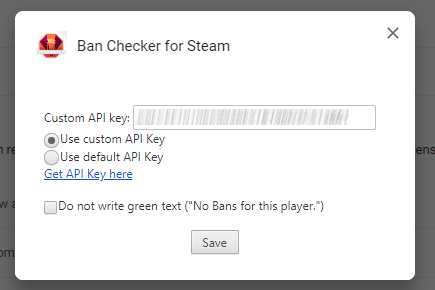 Ban Checker for Steam
Custom API key:
Use custom API Key
Use default API Key
Get API Key here
Do not write green text ("No Bans for this player.")
Save